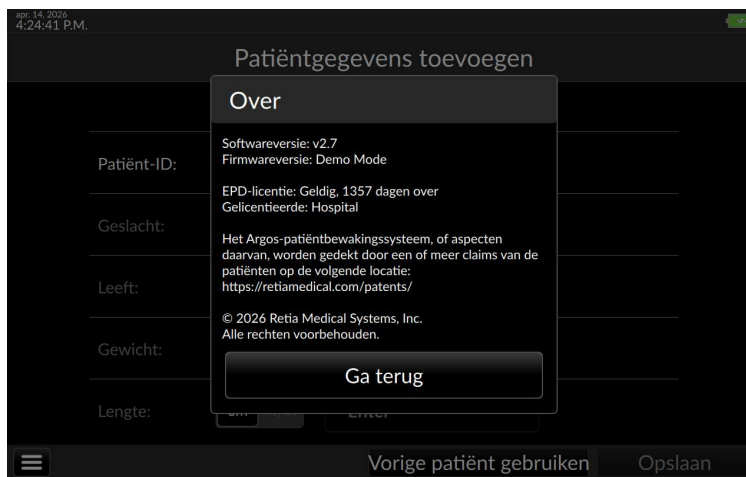 apr. 14, 2026
4:24:41 P.M.
Patiëntgegevens toevoegen
Over
Softwareversie: v2.7
Firmwareversie: Demo Mode
EPD-licentie: Geldig, 1357 dagen over
Gelicentieerde: Hospital
Het Argos-patiëntbewakingssysteem, of aspecten
daarvan, worden gedekt door een of meer claims van de
patiënten op de volgende locatie:
https://retiamedical.com/patents/
© 2026 Retia Medical Systems, Inc.
Alle rechten voorbehouden.
Ga terug
Patiënt-ID:
Geslacht:
Leeft:
Gewicht:
Lengte:
cm
Enter
Vorige patiënt gebruiken
Opslaan